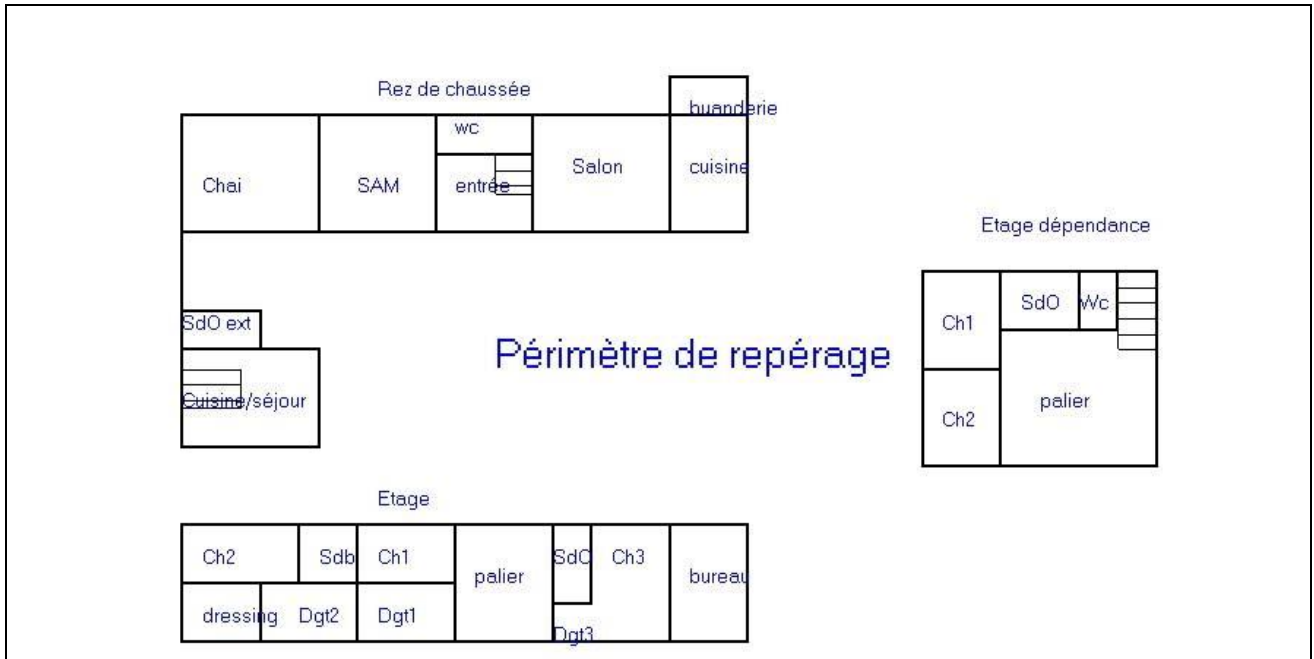 Rez de chaussée
buanderie
wc
Chai
SAM
entrée
Salon
cuisine
Etage dépendance
SdO ext
Cuisine/séjour
Périmètre de repérage
Ch1
SdO
Wc
Ch2
palier
Etage
Ch2
Sdb
Ch1
palier
SdO
Ch3
bureau
dressing
Dgt2
Dgt1
Dgt3